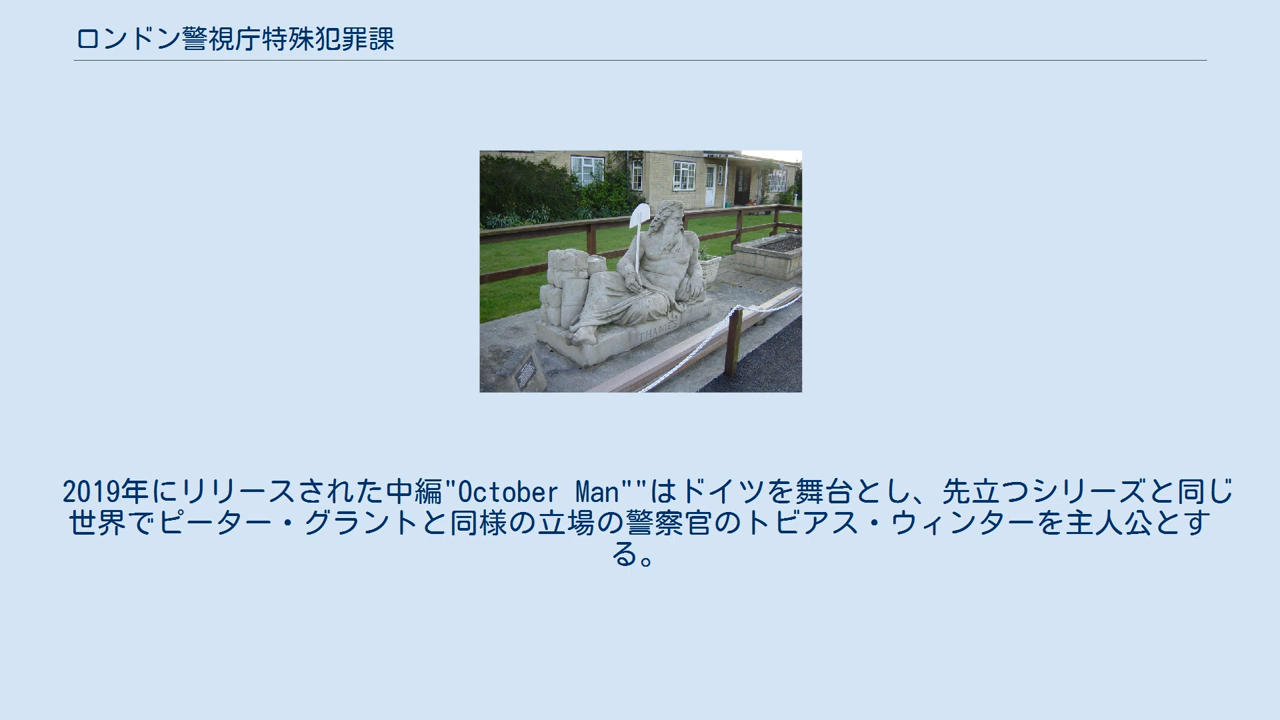 ロンドン警視庁特殊犯罪課
THAMES
2019年にリリースされた中編"October Man""はドイツを舞台とし、先立つシリーズと同じ
世界でピーター・グラントと同様の立場の警察官のトビアス・ウィンターを主人公とす
る。